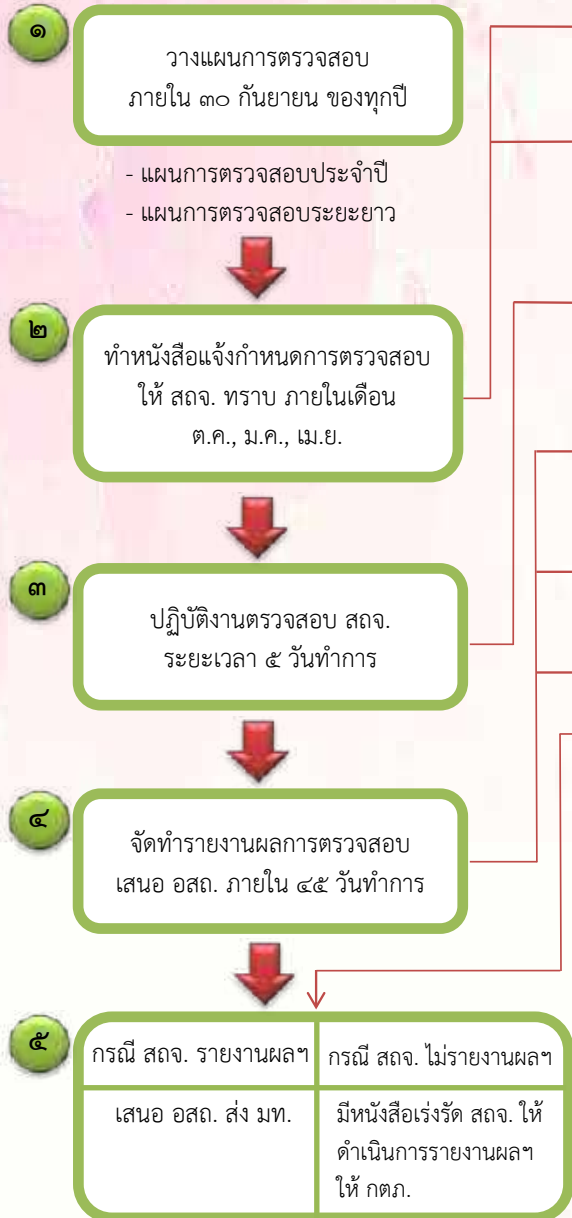 ๑
วางแผนการตรวจสอบ
ภายใน ๓๐ กันยายน ของทุกปี
- แผนการตรวจสอบประจำปี
- แผนการตรวจสอบระยะยาว
๒
ทำหนังสือแจ้งกำหนดการตรวจสอบ
ให้ สถจ. ทราบ ภายในเดือน
ต.ค., ม.ค., เม.ย.
๓
ปฏิบัติงานตรวจสอบ สถจ.
ระยะเวลา ๕ วันทำการ
๔
จัดทำรายงานผลการตรวจสอบ
เสนอ อสถ. ภายใน ๔๕ วันทำการ
๕
กรณี สถจ. รายงานผลฯ
กรณี สถจ. ไม่รายงานผลฯ
เสนอ อสถ. ส่ง มท.
มีหนังสือเร่งรัด สถจ. ให้
ดำเนินการรายงานผลฯ
ให้ กตภ.